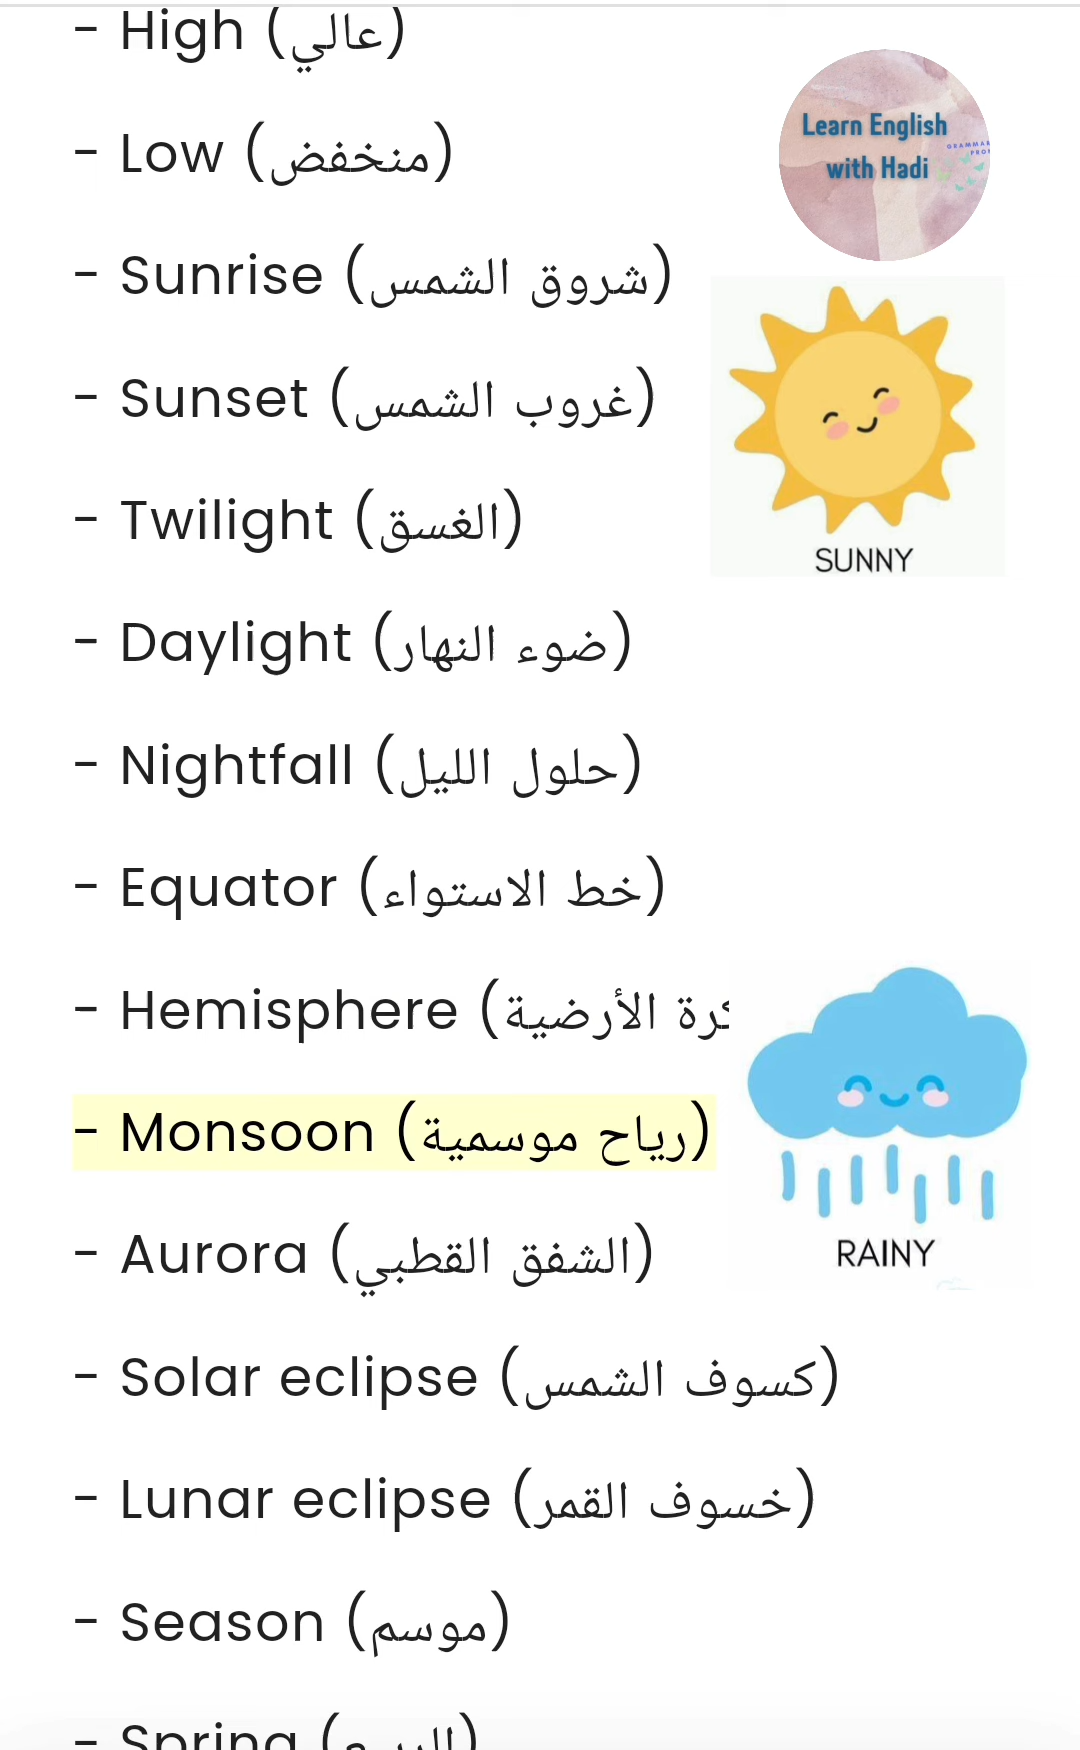 - High (عالي)
- Low (منخفض)
- Sunrise (شروق الشمس)
- Sunset (غروب الشمس)
- Twilight (الغسق)
- Daylight (ضوء النهار)
- Nightfall (حلول الليل)
- Equator (خط الاستواء)
- Hemisphere (الأرضية
- Monsoon (رياح موسمية)
- Aurora (الشفق القطبي)
- Solar eclipse (كسوف الشمس)
- Lunar eclipse (خسوف القمر)
- Season (موسم)
- Spring (الربيع)
Learn English
with Hadi
SUNNY
RAINY